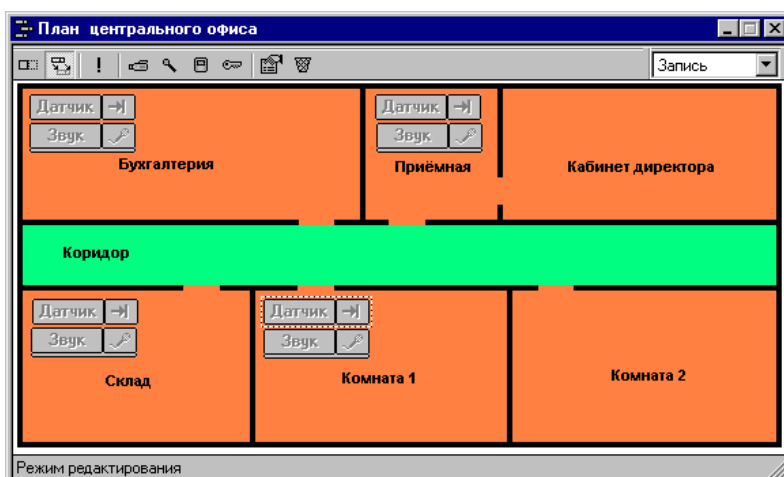 План центрального офиса
Запись
Датчик
Звук
Бухгалтерия
Датчик
Звук
Приёмная
Кабинет директора
Коридор
Датчик
Звук
Склад
Датчик
Звук
Комната 1
Комната 2
Режим редактирования